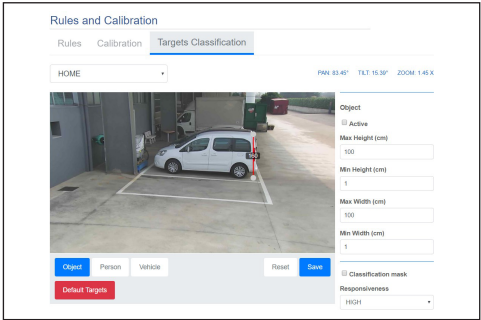 Rules and Calibration
Rules Calibration Targets Classification
HOME
PAN: 83.45° TILT: 15.39° ZOOM: 1.45 X
Object
Active
Max Height (cm)
100
Min Height (cm)
1
Max Width (cm)
100
Min Width (cm)
1
Object Person Vehicle Reset Save
Default Targets
Classification mask
Responsiveness
HIGH